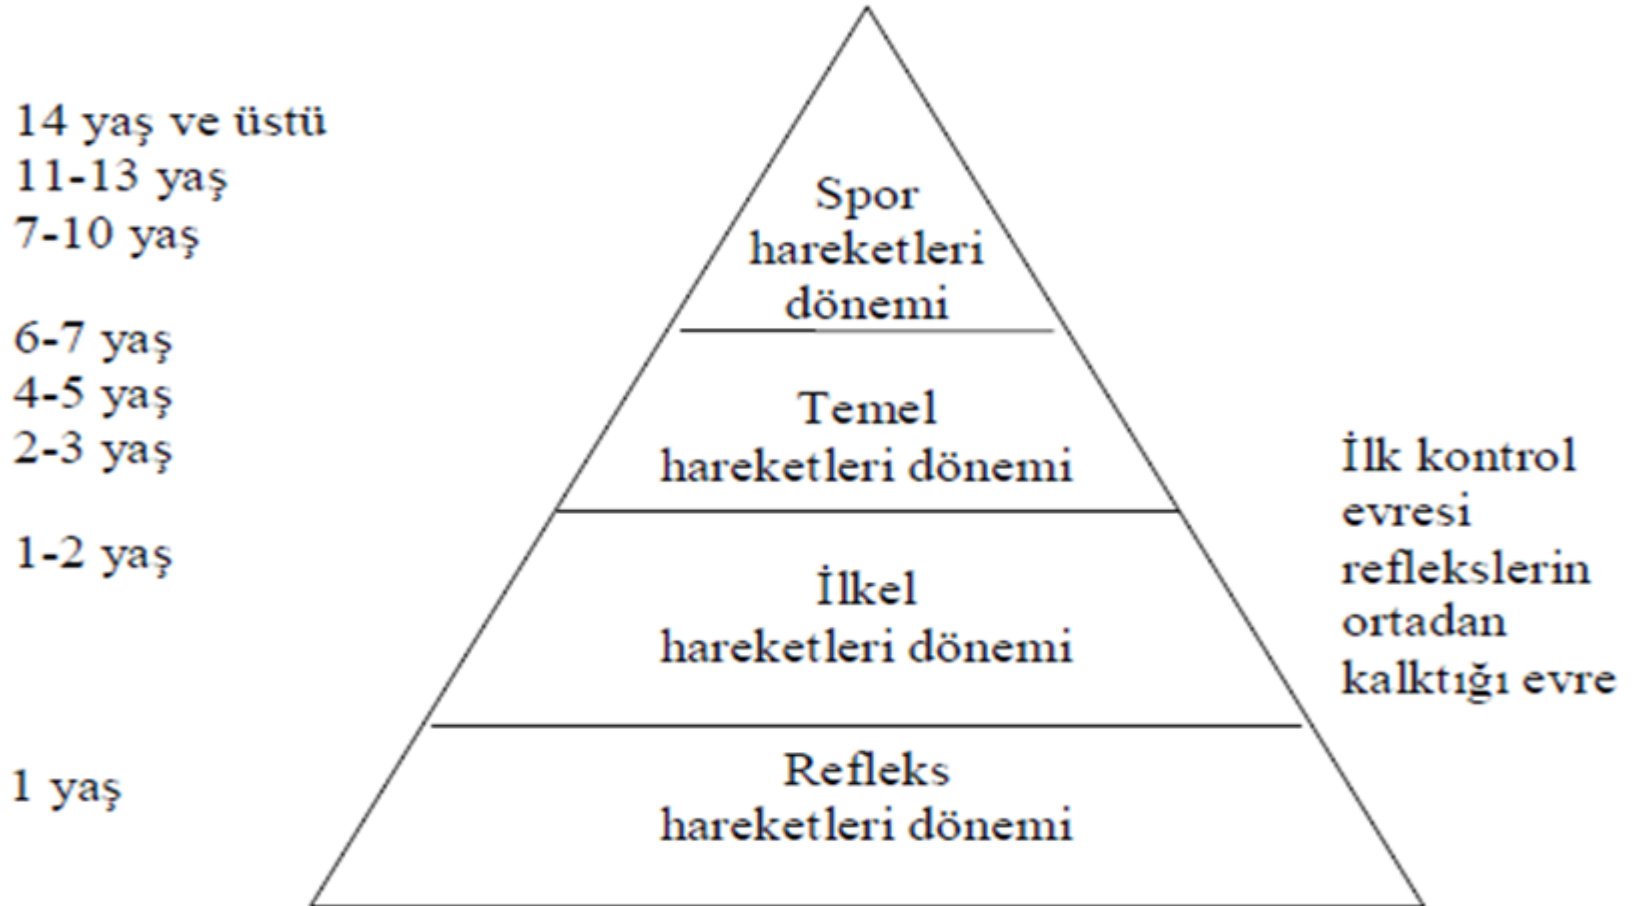 14 yaş ve üstü
11-13 yaş
7-10 yaş
6-7 yaş
4-5 yaş
2-3 yaş
1-2 yaş
1 yaş
Spor
hareketleri
dönemi
Temel
hareketleri dönemi
İlkel
hareketleri dönemi
Refleks
hareketleri dönemi
İlk kontrol
evresi
reflekslerin
ortadan
kalktığı evre